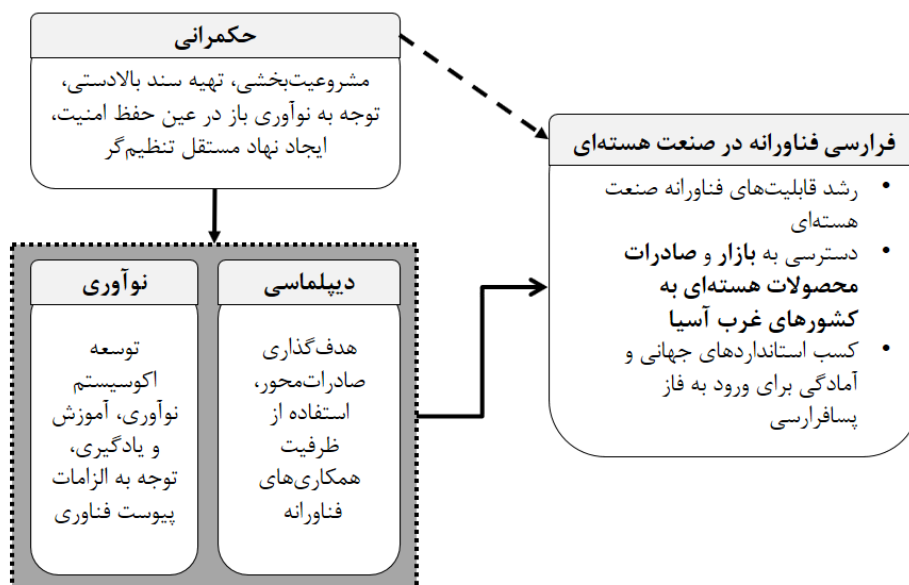 حکمرانی
مشروعیت‌بخشی، تهیه سند بالادستی،
توجه به نوآوری باز در عین حفظ امنیت،
ایجاد نهاد مستقل تنظیم‌گر
فرارسی فناورانه در صنعت هسته‌ای
• رشد قابلیت‌های فناورانه صنعت
هسته‌ای
• دسترسی به بازار و صادرات
محصولات هسته‌ای به
کشورهای غرب آسیا
• کسب استانداردهای جهانی و
آمادگی برای ورود به فاز
پسافرارسی
دیپلماسی
هدف‌گذاری
صادرات‌محور،
استفاده از
ظرفیت
همکاری‌های
فناورانه
نوآوری
توسعه
اکوسیستم
نوآوری، آموزش
و یادگیری،
توجه به الزامات
پیوست فناوری